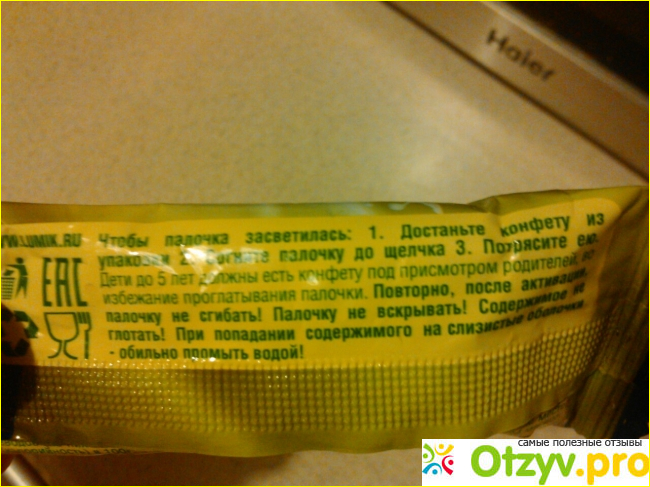 Haier
WWW.LUMIK.RU
Чтобы палочка засветилась: 1. Достаньте конфету из
упаковки 2. Согните палочку до щелчка 3. Потрясите ею.
Дети до 5 лет должны есть конфету под присмотром родителей, во
избежание проглатывания палочки. Повторно, после активации,
палочку не сгибать! Палочку не вскрывать! Содержимое не
глотать! При попадании содержимого на слизистые оболочки
- обильно промыть водой!
EAC
самые полезные отзывы
Otzyv.pro